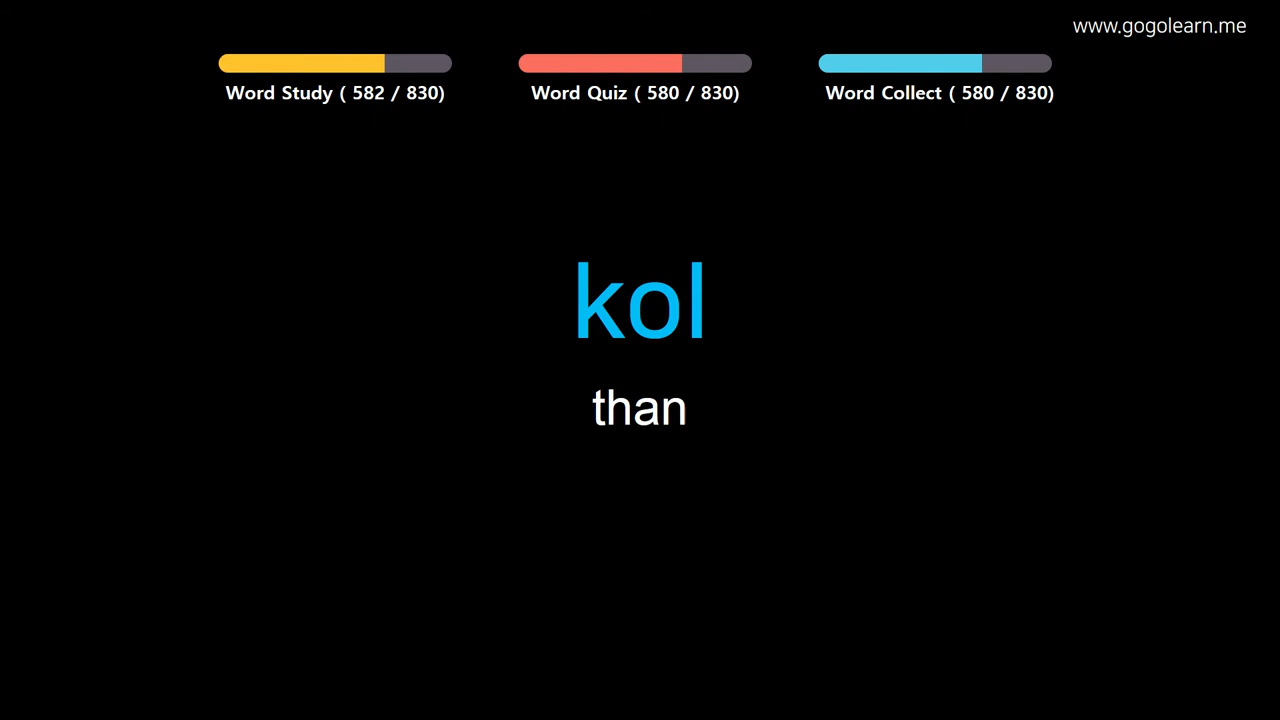 www.gogolearn.me
Word Study ( 582 / 830)
Word Quiz ( 580 / 830)
Word Collect ( 580 / 830)
kol
than